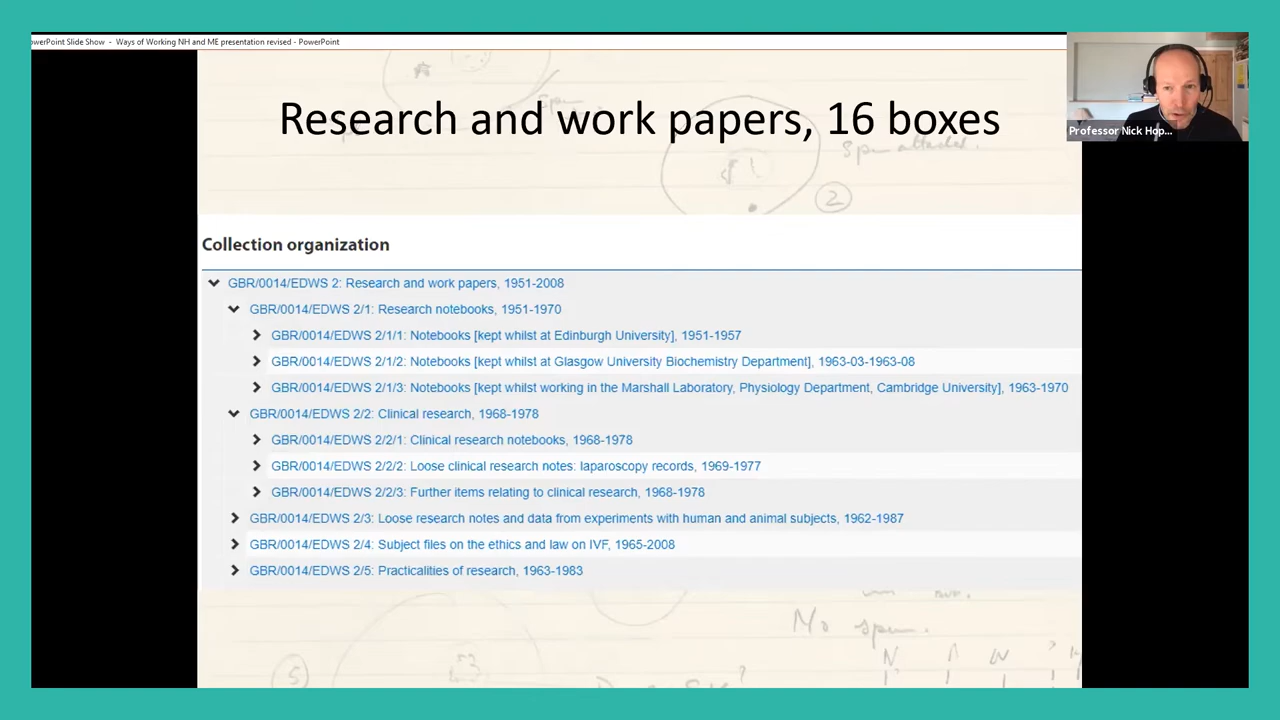 owerPoint Slide Show - Ways of Working NH and ME presentation revised - PowerPoint
Research and work papers, 16 boxes
Professor Nick Hop...
2
Collection organization
GBR/0014/EDWS 2: Research and work papers, 1951-2008
GBR/0014/EDWS 2/1: Research notebooks, 1951-1970
GBR/0014/EDWS 2/1/1: Notebooks [kept whilst at Edinburgh University], 1951-1957
GBR/0014/EDWS 2/1/2: Notebooks [kept whilst at Glasgow University Biochemistry Department], 1963-03-1963-08
GBR/0014/EDWS 2/1/3: Notebooks [kept whilst working in the Marshall Laboratory, Physiology Department, Cambridge University], 1963-1970
GBR/0014/EDWS 2/2: Clinical research, 1968-1978
GBR/0014/EDWS 2/2/1: Clinical research notebooks, 1968-1978
GBR/0014/EDWS 2/2/2: Loose clinical research notes: laparoscopy records, 1969-1977
GBR/0014/EDWS 2/2/3: Further items relating to clinical research, 1968-1978
GBR/0014/EDWS 2/3: Loose research notes and data from experiments with human and animal subjects, 1962-1987
GBR/0014/EDWS 2/4: Subject files on the ethics and law on IVF, 1965-2008
GBR/0014/EDWS 2/5: Practicalities of research, 1963-1983
No
5